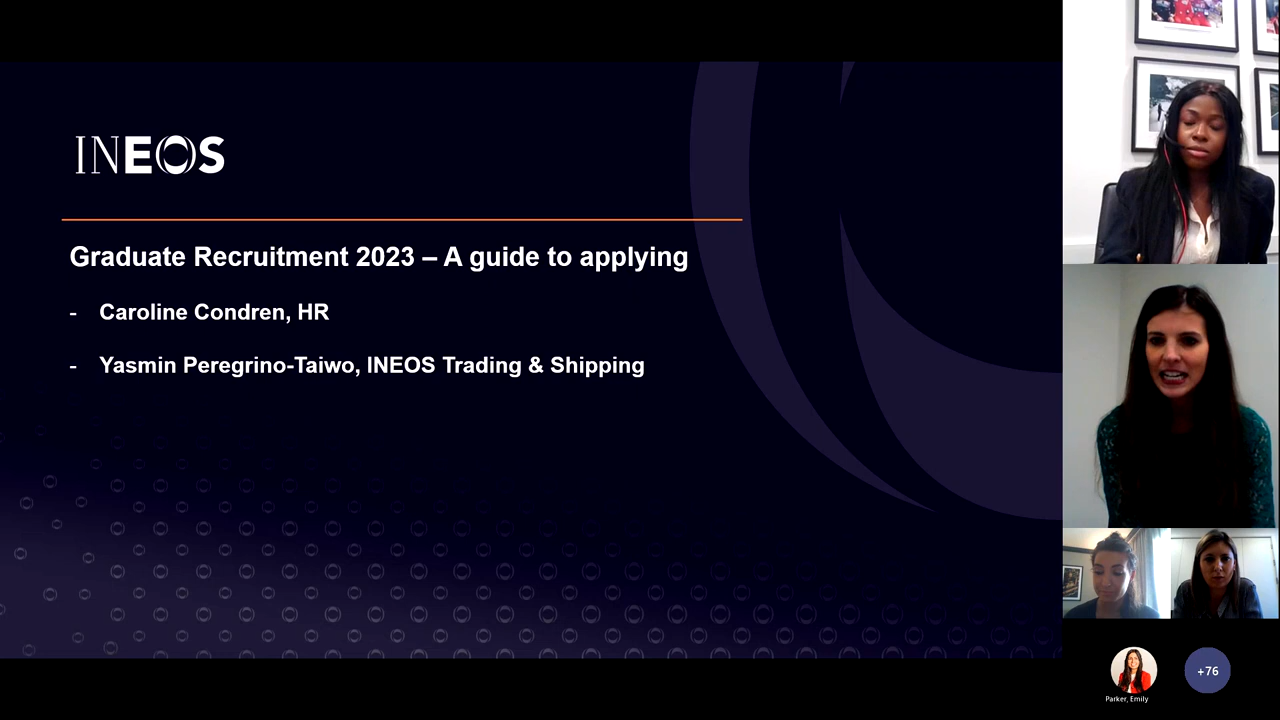 INEOS
Graduate Recruitment 2023 – A guide to applying
- Caroline Condren, HR
- Yasmin Peregrino-Taiwo, INEOS Trading & Shipping
+76
Parker, Emily